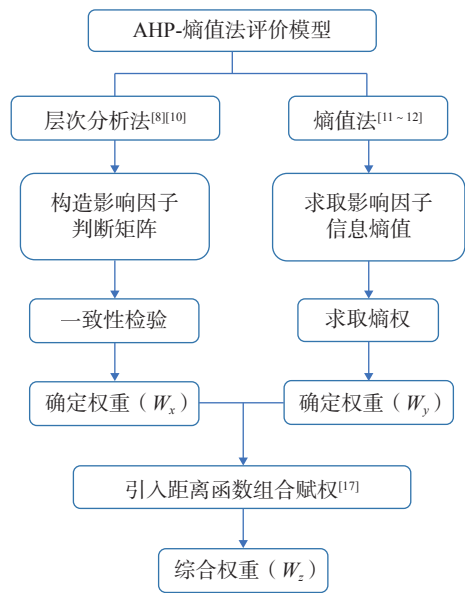 AHP-熵值法评价模型
层次分析法[8][10]
熵值法[11~12]
构造影响因子
判断矩阵
求取影响因子
信息熵值
一致性检验
求取熵权
确定权重（Wx）
确定权重（Wy）
引入距离函数组合赋权[17]
综合权重（Wz）